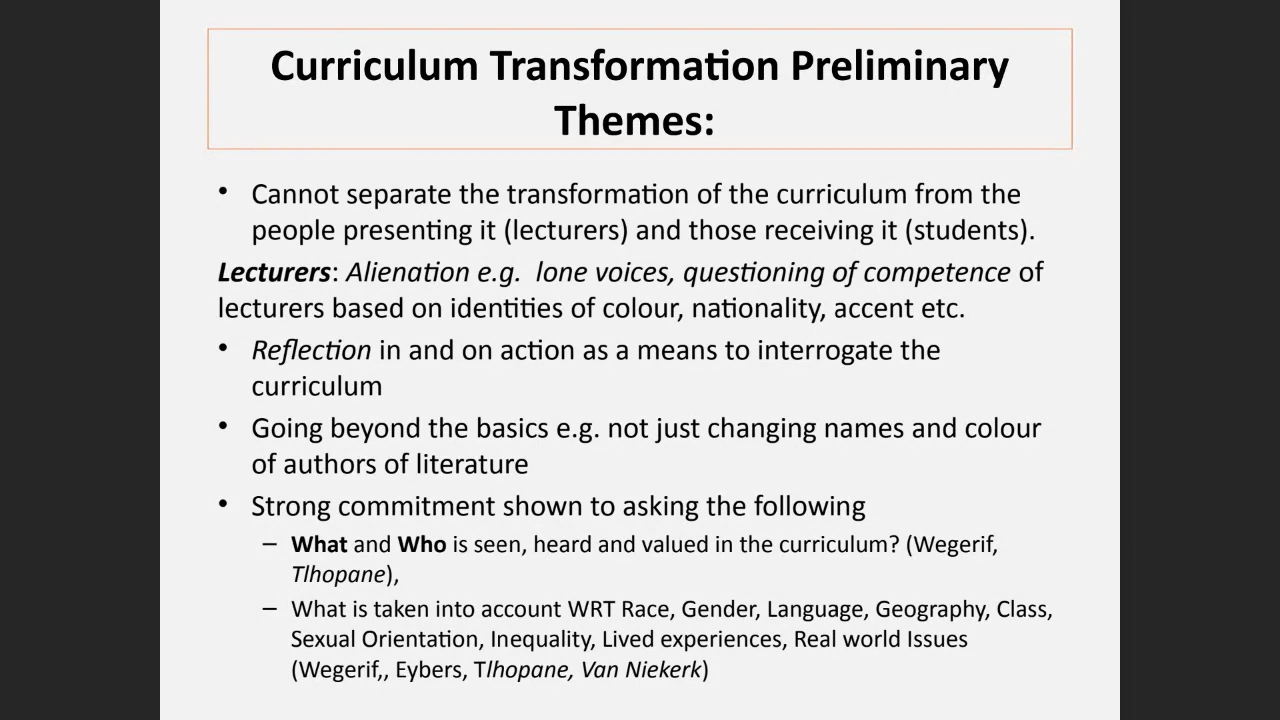 Curriculum Transformation Preliminary
Themes:
• Cannot separate the transformation of the curriculum from the
people presenting it (lecturers) and those receiving it (students).
Lecturers: Alienation e.g.  lone voices, questioning of competence of
lecturers based on identities of colour, nationality, accent etc.
• Reflection in and on action as a means to interrogate the
curriculum
• Going beyond the basics e.g. not just changing names and colour
of authors of literature
• Strong commitment shown to asking the following
– What and Who is seen, heard and valued in the curriculum? (Wegerif,
Tlhopane),
– What is taken into account WRT Race, Gender, Language, Geography, Class,
Sexual Orientation, Inequality, Lived experiences, Real world Issues
(Wegerif,, Eybers, Tlhopane, Van Niekerk)